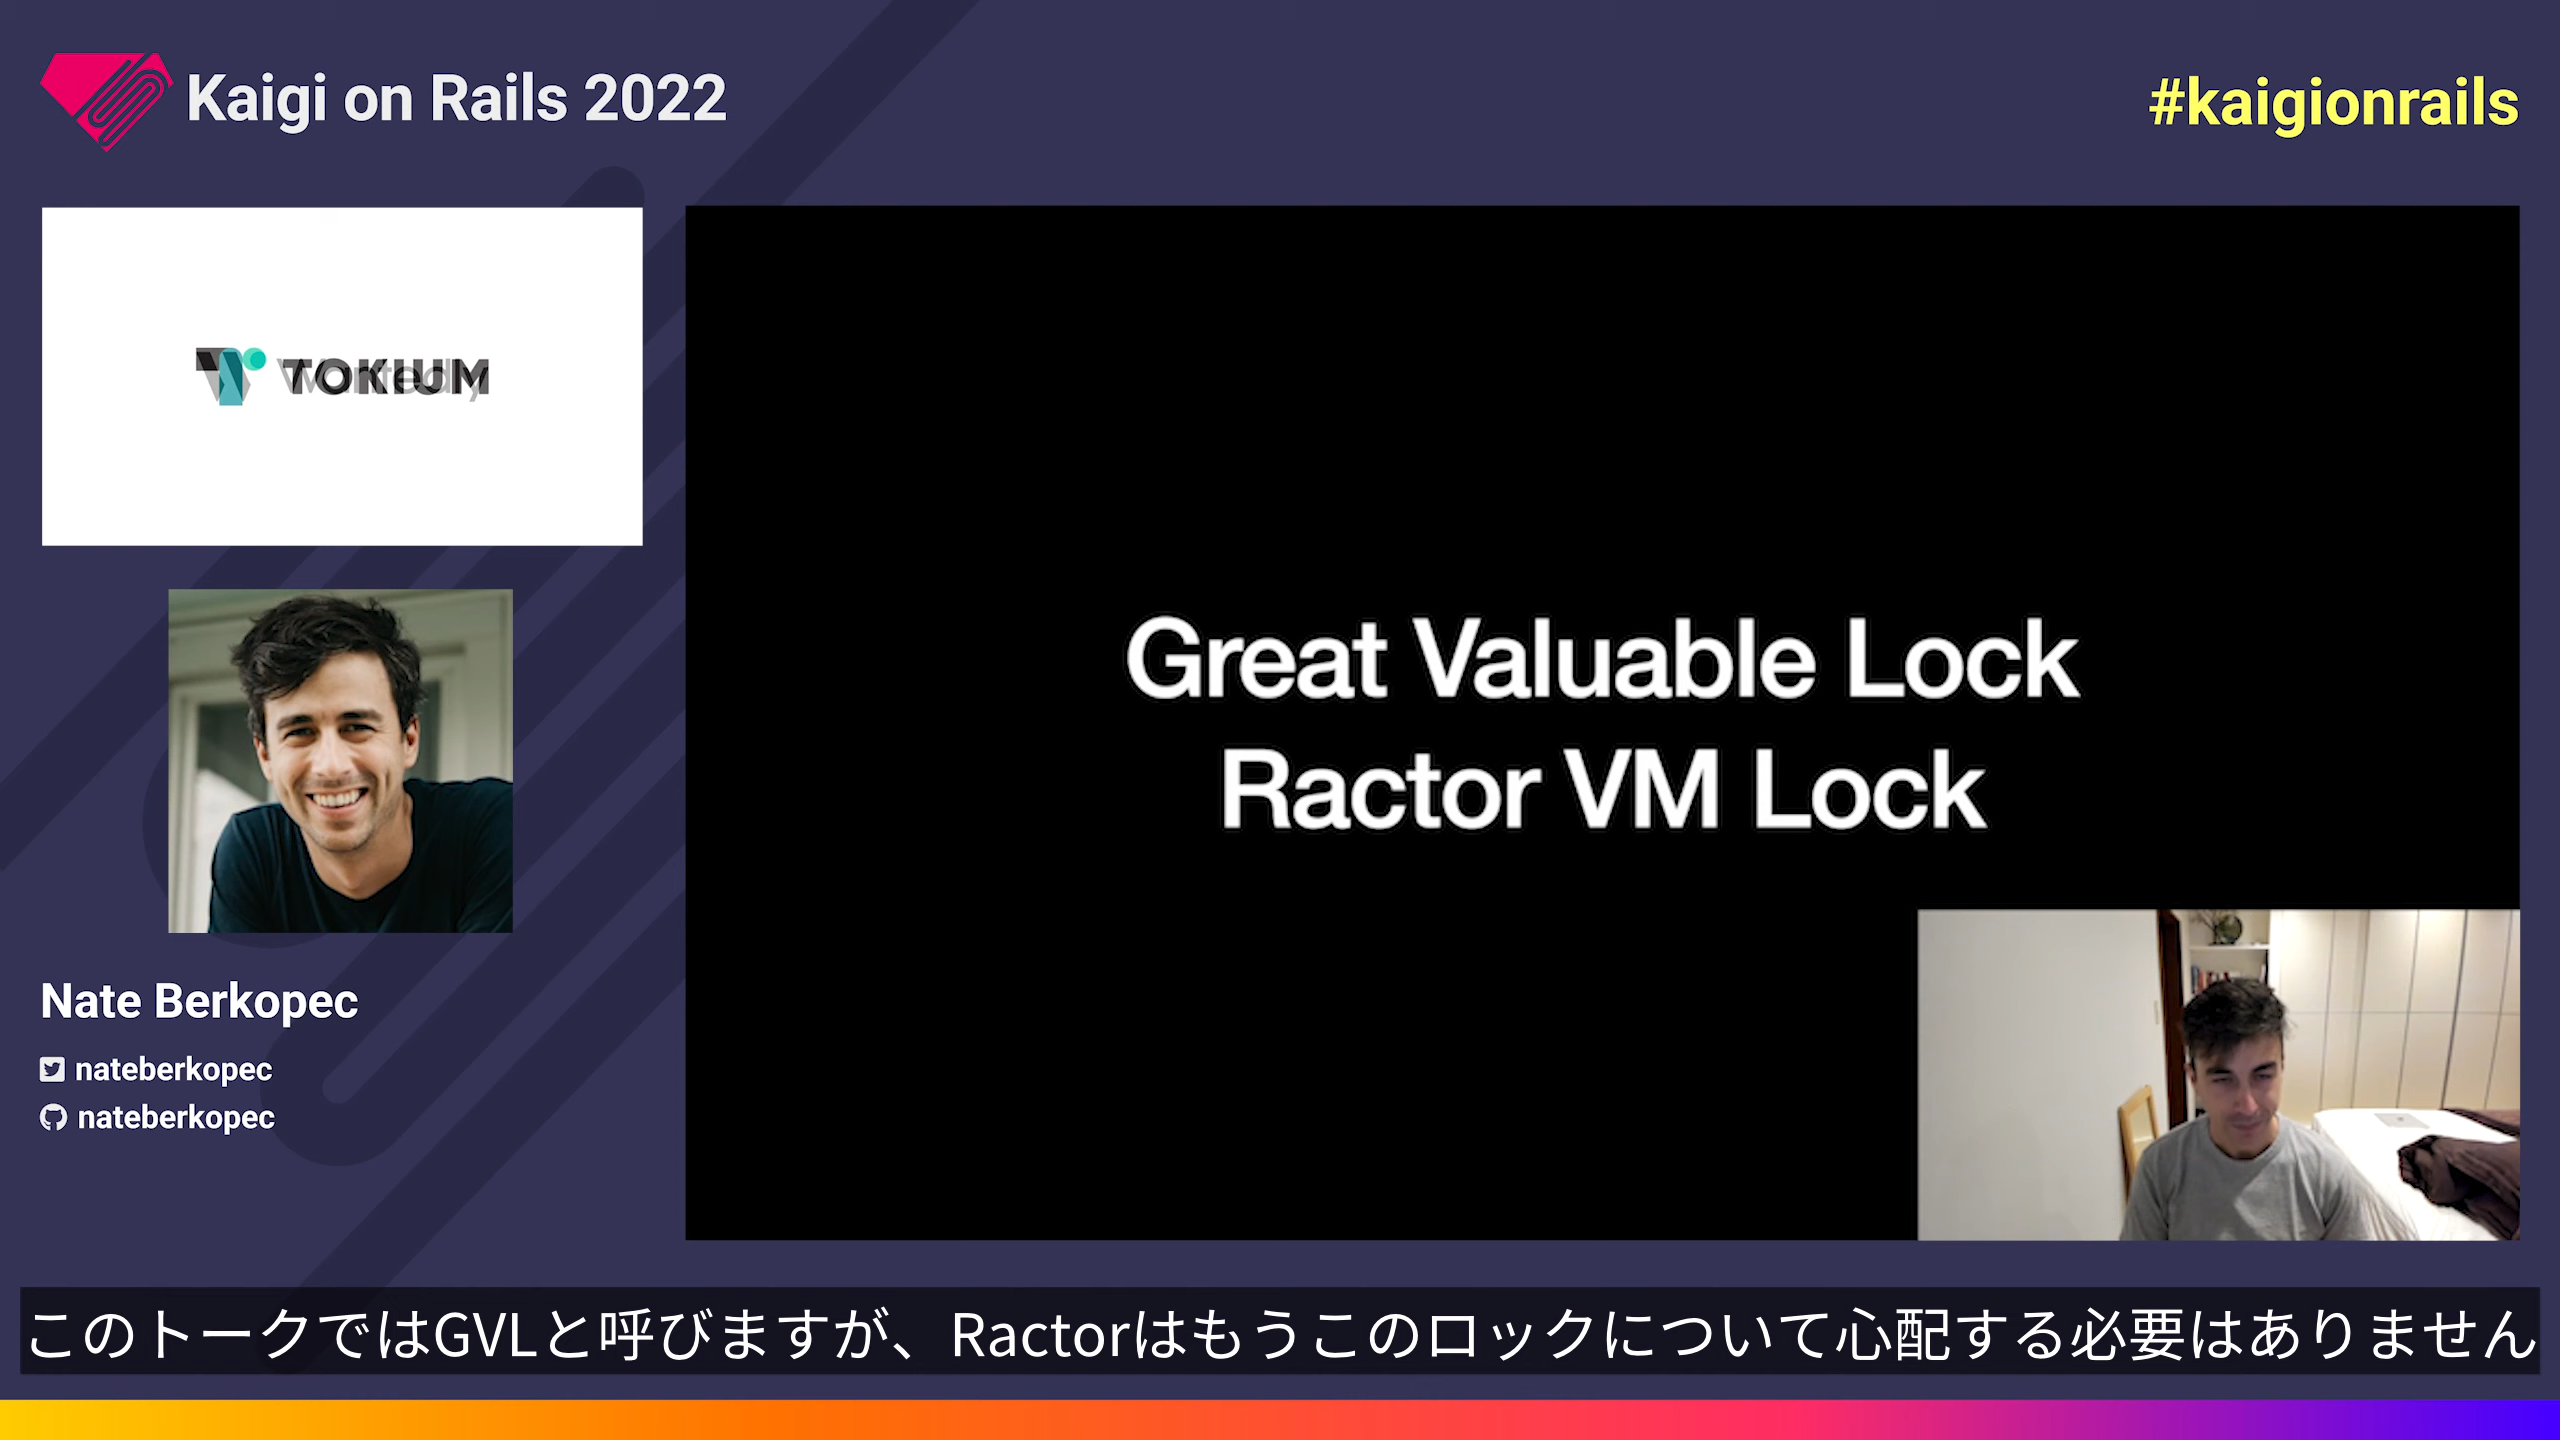 Kaigi on Rails 2022
#kaigionrails
TOKIUM
Wantedly
Great Valuable Lock
Ractor VM Lock
Nate Berkopec
nateberkopec
nateberkopec
このトークではGVLと呼びますが、Ractorはもうこのロックについて心配する必要はありません